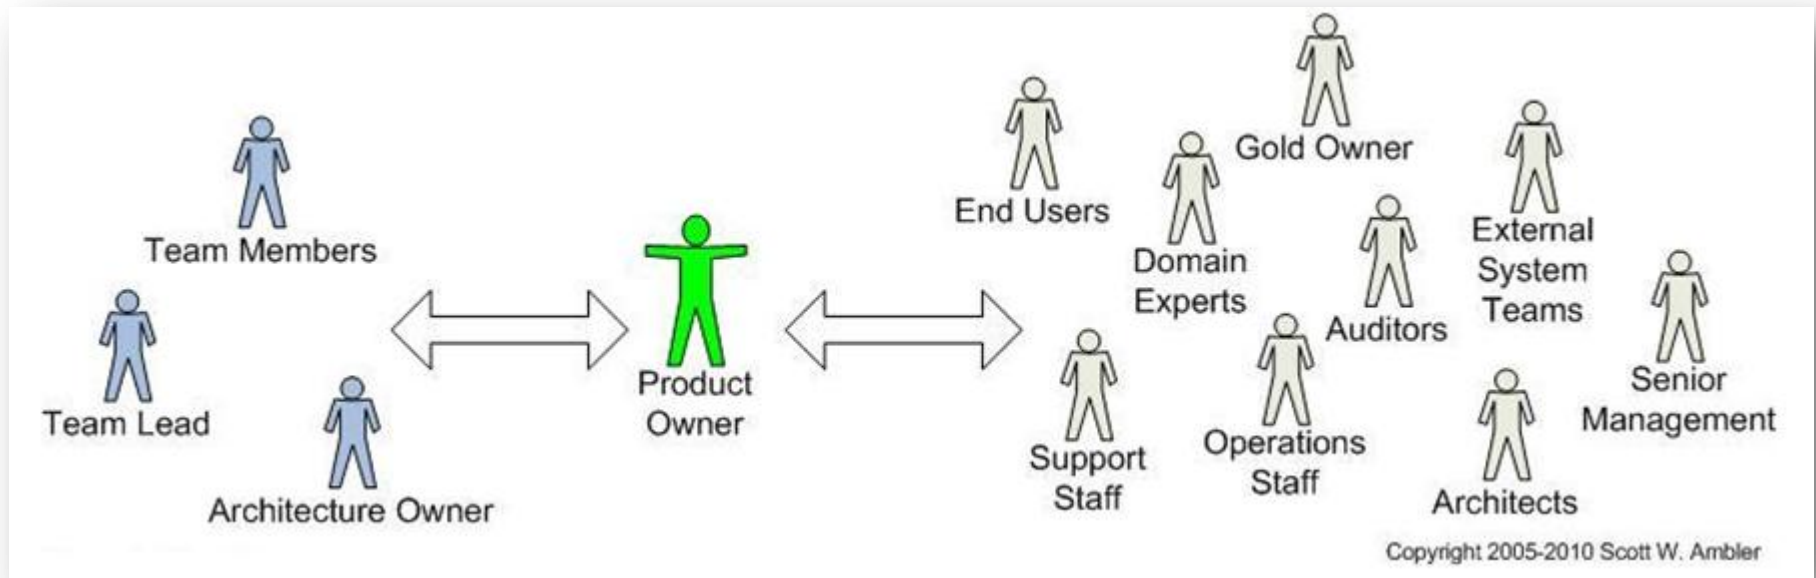 Team Members
Team Lead
Architecture Owner
Product
Owner
End Users
Domain
Experts
Gold Owner
Auditors
External
System
Teams
Senior
Management
Support
Staff
Operations
Staff
Architects
Copyright 2005-2010 Scott W. Ambler